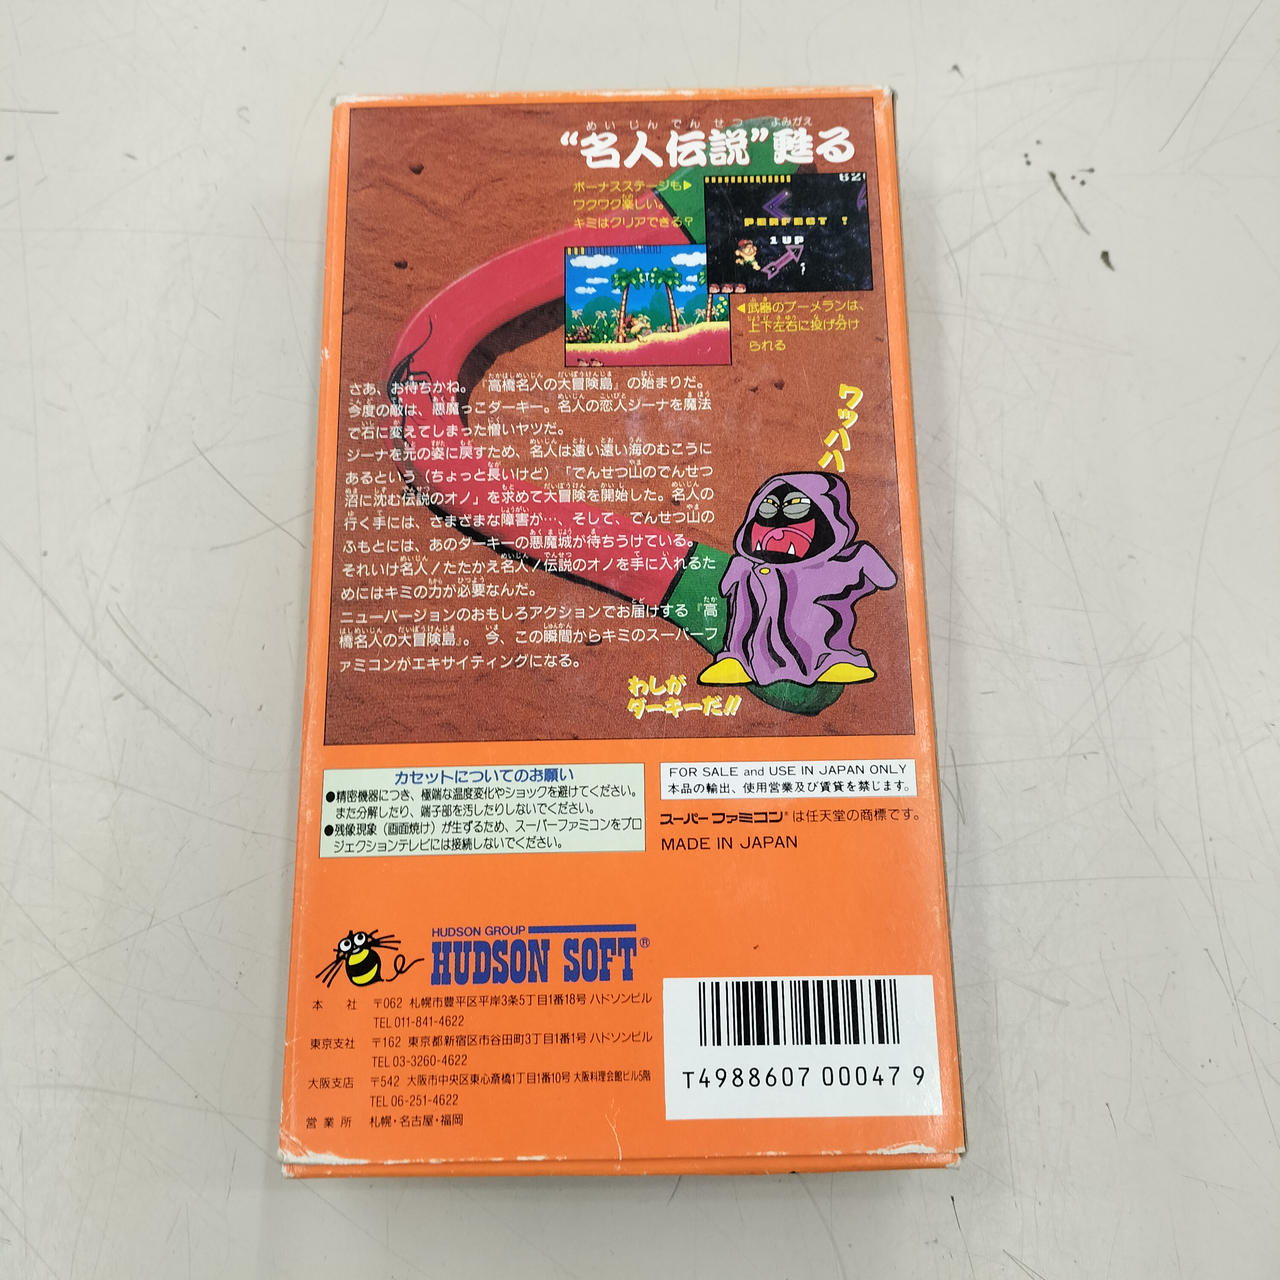 “名人伝説”甦る
めいじんでんせつ よみがえ
ボーナスステージも▶
ワクワク楽しい。
キミはクリアできる?
PERFECT !
1UP
◀武器のブーメランは、
上下左右に投げ分け
られる
さあ、お待ちかね。『高橋名人の大冒険島』の始まりだ。
今度の敵は、悪魔っこダーキー。名人の恋人ジーナを魔法
で石に変えてしまった憎いヤツだ。
ジーナを元の姿に戻すため、名人は遠い遠い海のむこうに
あるという(ちょっと長いけど)「でんせつ山のでんせつ
沼に沈む伝説のオノ」を求めて大冒険を開始した。名人の
行く手には、さまざまな障害が…、そして、でんせつ山の
ふもとには、あのダーキーの悪魔城が待ちうけている。
それいけ名人!たたかえ名人!伝説のオノを手に入れるた
めにはキミの力が必要なんだ。
ニューバージョンのおもしろアクションでお届けする『高
橋名人の大冒険島』。今、この瞬間からキミのスーパーフ
ァミコンがエキサイティングになる。
ワッハハハ
わしが
ダーキーだ!!
カセットについてのお願い
●精密機器につき、極端な温度変化やショックを避けてください。
また分解したり、端子部を汚したりしないでください。
●残像現象(画面焼け)が生ずるため、スーパーファミコンをプロ
ジェクションテレビには接続しないでください。
FOR SALE and USE IN JAPAN ONLY
本品の輸出、使用営業及び賃貸を禁じます。
スーパーファミコン®は任天堂の商標です。
MADE IN JAPAN
HUDSON GROUP
HUDSON SOFT®
本社 〒062 札幌市豊平区平岸3条5丁目1番18号 ハドソンビル
TEL 011-841-4622
東京支社 〒162 東京都新宿区市谷田町3丁目1番1号 ハドソンビル
TEL 03-3260-4622
大阪支店 〒542 大阪市中央区東心斎橋1丁目1番10号 大阪料理会館ビル5階
TEL 06-251-4622
営業所 札幌・名古屋・福岡
T4988607 00047 9